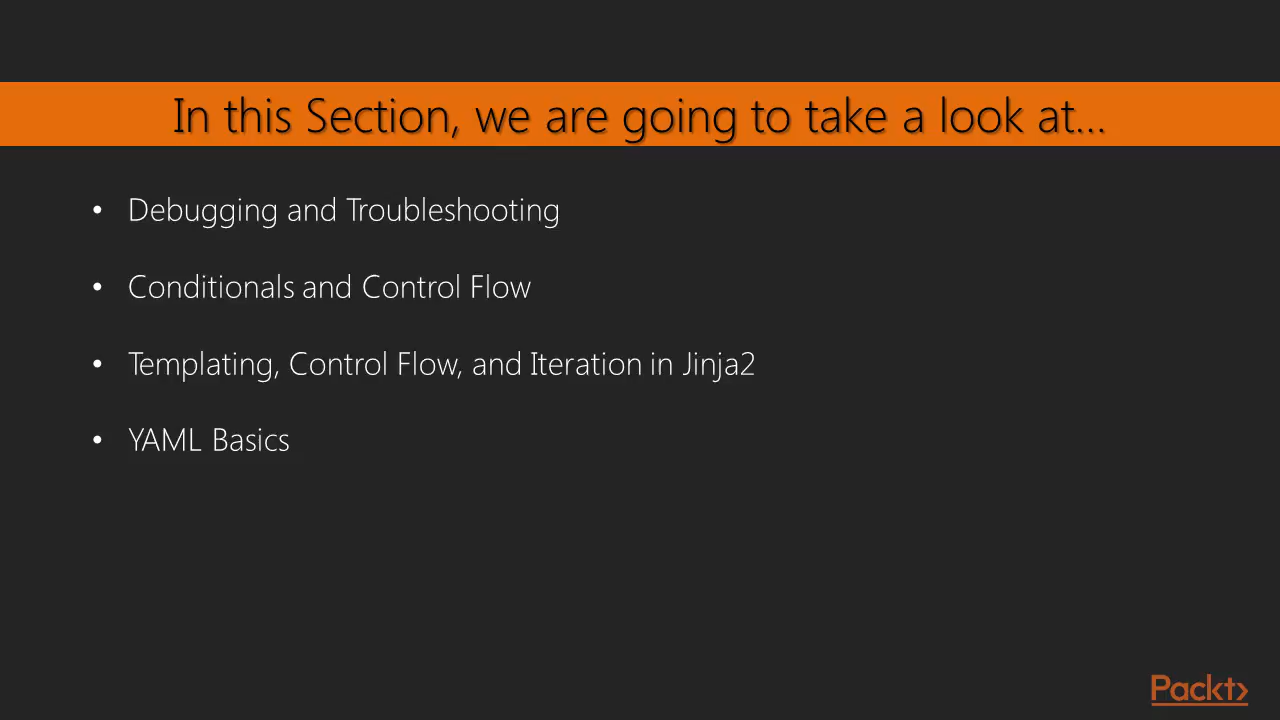 In this Section, we are going to take a look at...
• Debugging and Troubleshooting
• Conditionals and Control Flow
• Templating, Control Flow, and Iteration in Jinja2
• YAML Basics
Packt>